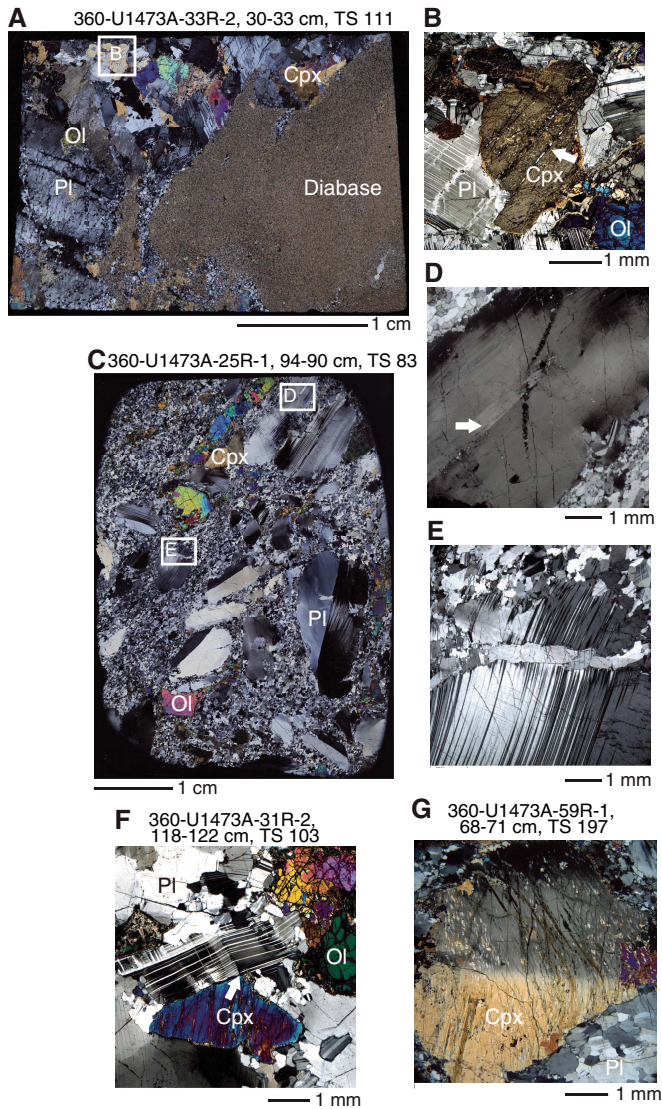 A 360-U1473A-33R-2, 30-33 cm, TS 111
B
Cpx
Ol
Pl
Diabase
1 cm
B
Pl
Cpx
Ol
1 mm
C 360-U1473A-25R-1, 94-90 cm, TS 83
D
Cpx
E
Pl
Ol
1 cm
D
1 mm
E
1 mm
F 360-U1473A-31R-2,
118-122 cm, TS 103
Pl
Ol
Cpx
1 mm
G 360-U1473A-59R-1,
68-71 cm, TS 197
Cpx
Pl
1 mm